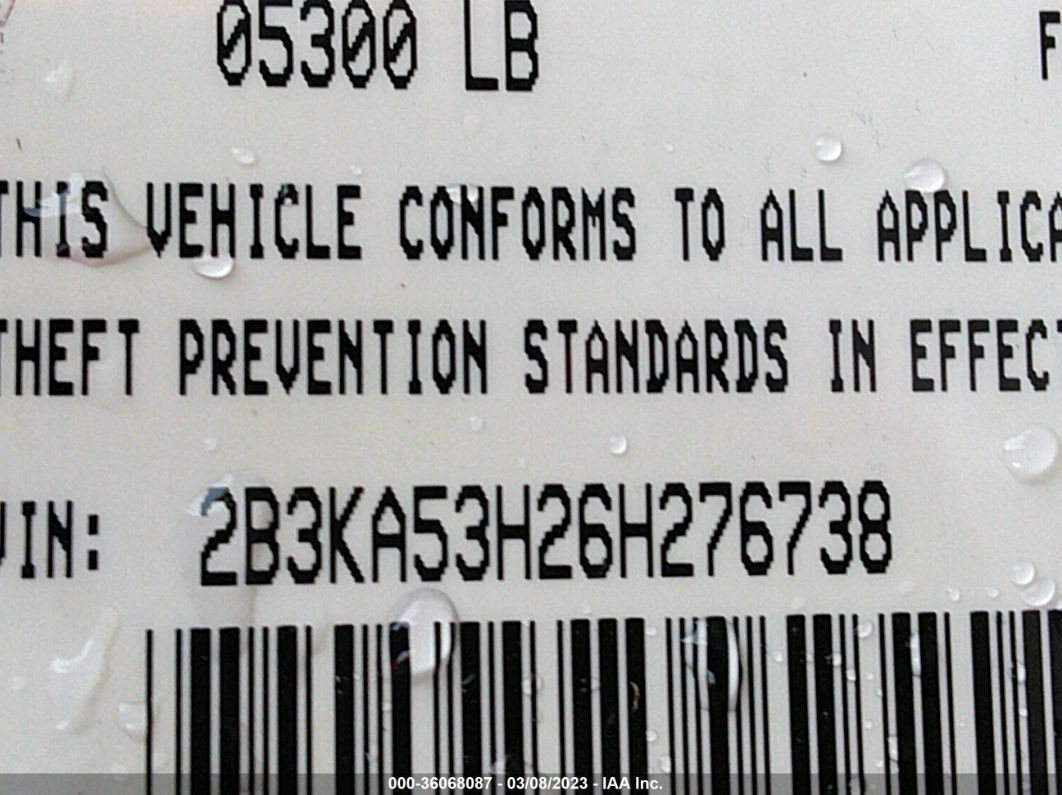 05300 LB F
THIS VEHICLE CONFORMS TO ALL APPLICA
THEFT PREVENTION STANDARDS IN EFFECT
VIN: 2B3KA53H26H276738
000-36068087 - 03/08/2023 - IAA Inc.